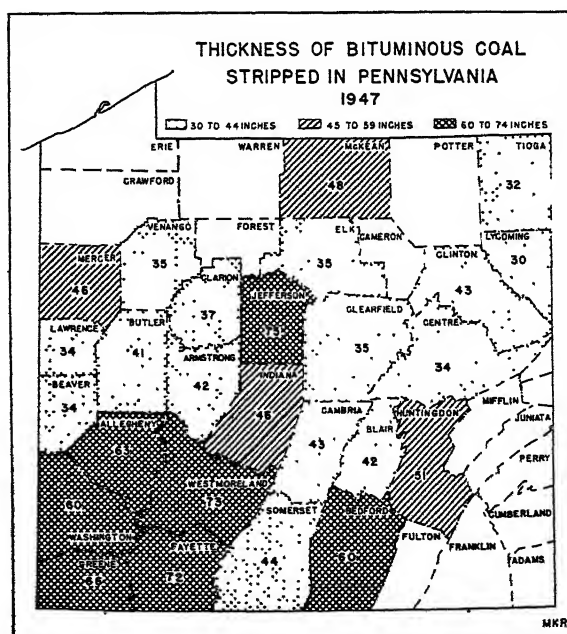 THICKNESS OF BITUMINOUS COAL
STRIPPED IN PENNSYLVANIA
1947
30 TO 44 INCHES 45 TO 59 INCHES 60 TO 74 INCHES
ERIE WARREN McKEAN POTTER TIOGA
48
32
CRAWFORD
VENANGO FOREST ELK CAMERON LYCOMING
MERCER CLINTON
35 35 30
46 CLARION 43
JEFFERSON
LAWRENCE BUTLER 37 CLEARFIELD
CENTRE
34 41 ARMSTRONG 35
BEAVER 42 INDIANA 34
34 CAMBRIA HUNTINGDON MIFFLIN
ALLEGHENY BLAIR JUNIATA
63 43
42 51 PERRY
WESTMORELAND
60 73 SOMERSET BEDFORD CUMBERLAND
WASHINGTON FAYETTE FULTON FRANKLIN
GREENE 44 60 ADAMS
66 72
MKR